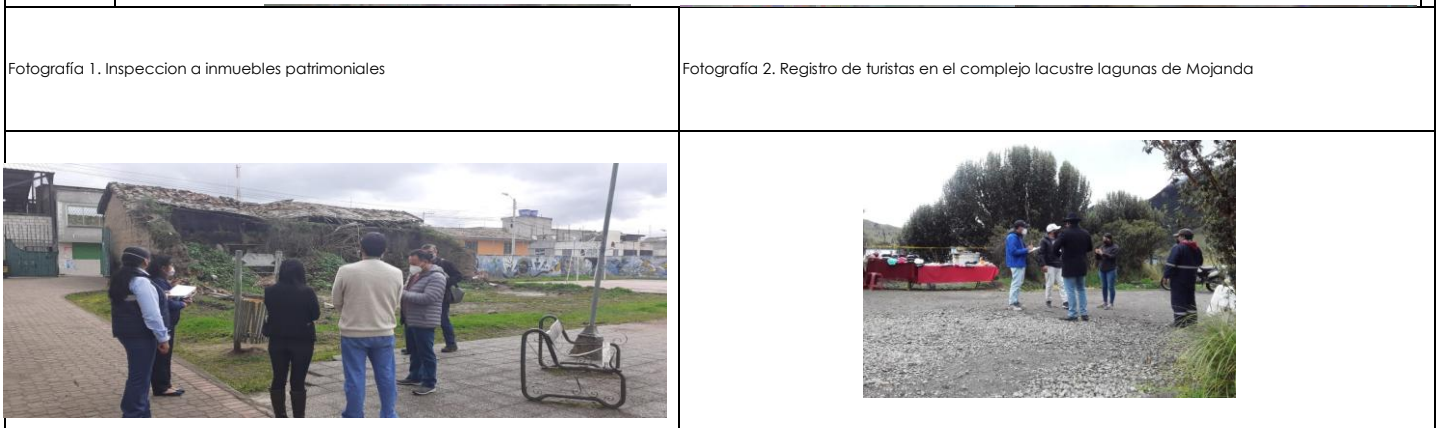 Fotografía 1. Inspeccion a inmuebles patrimoniales
Fotografía 2. Registro de turistas en el complejo lacustre lagunas de Mojanda